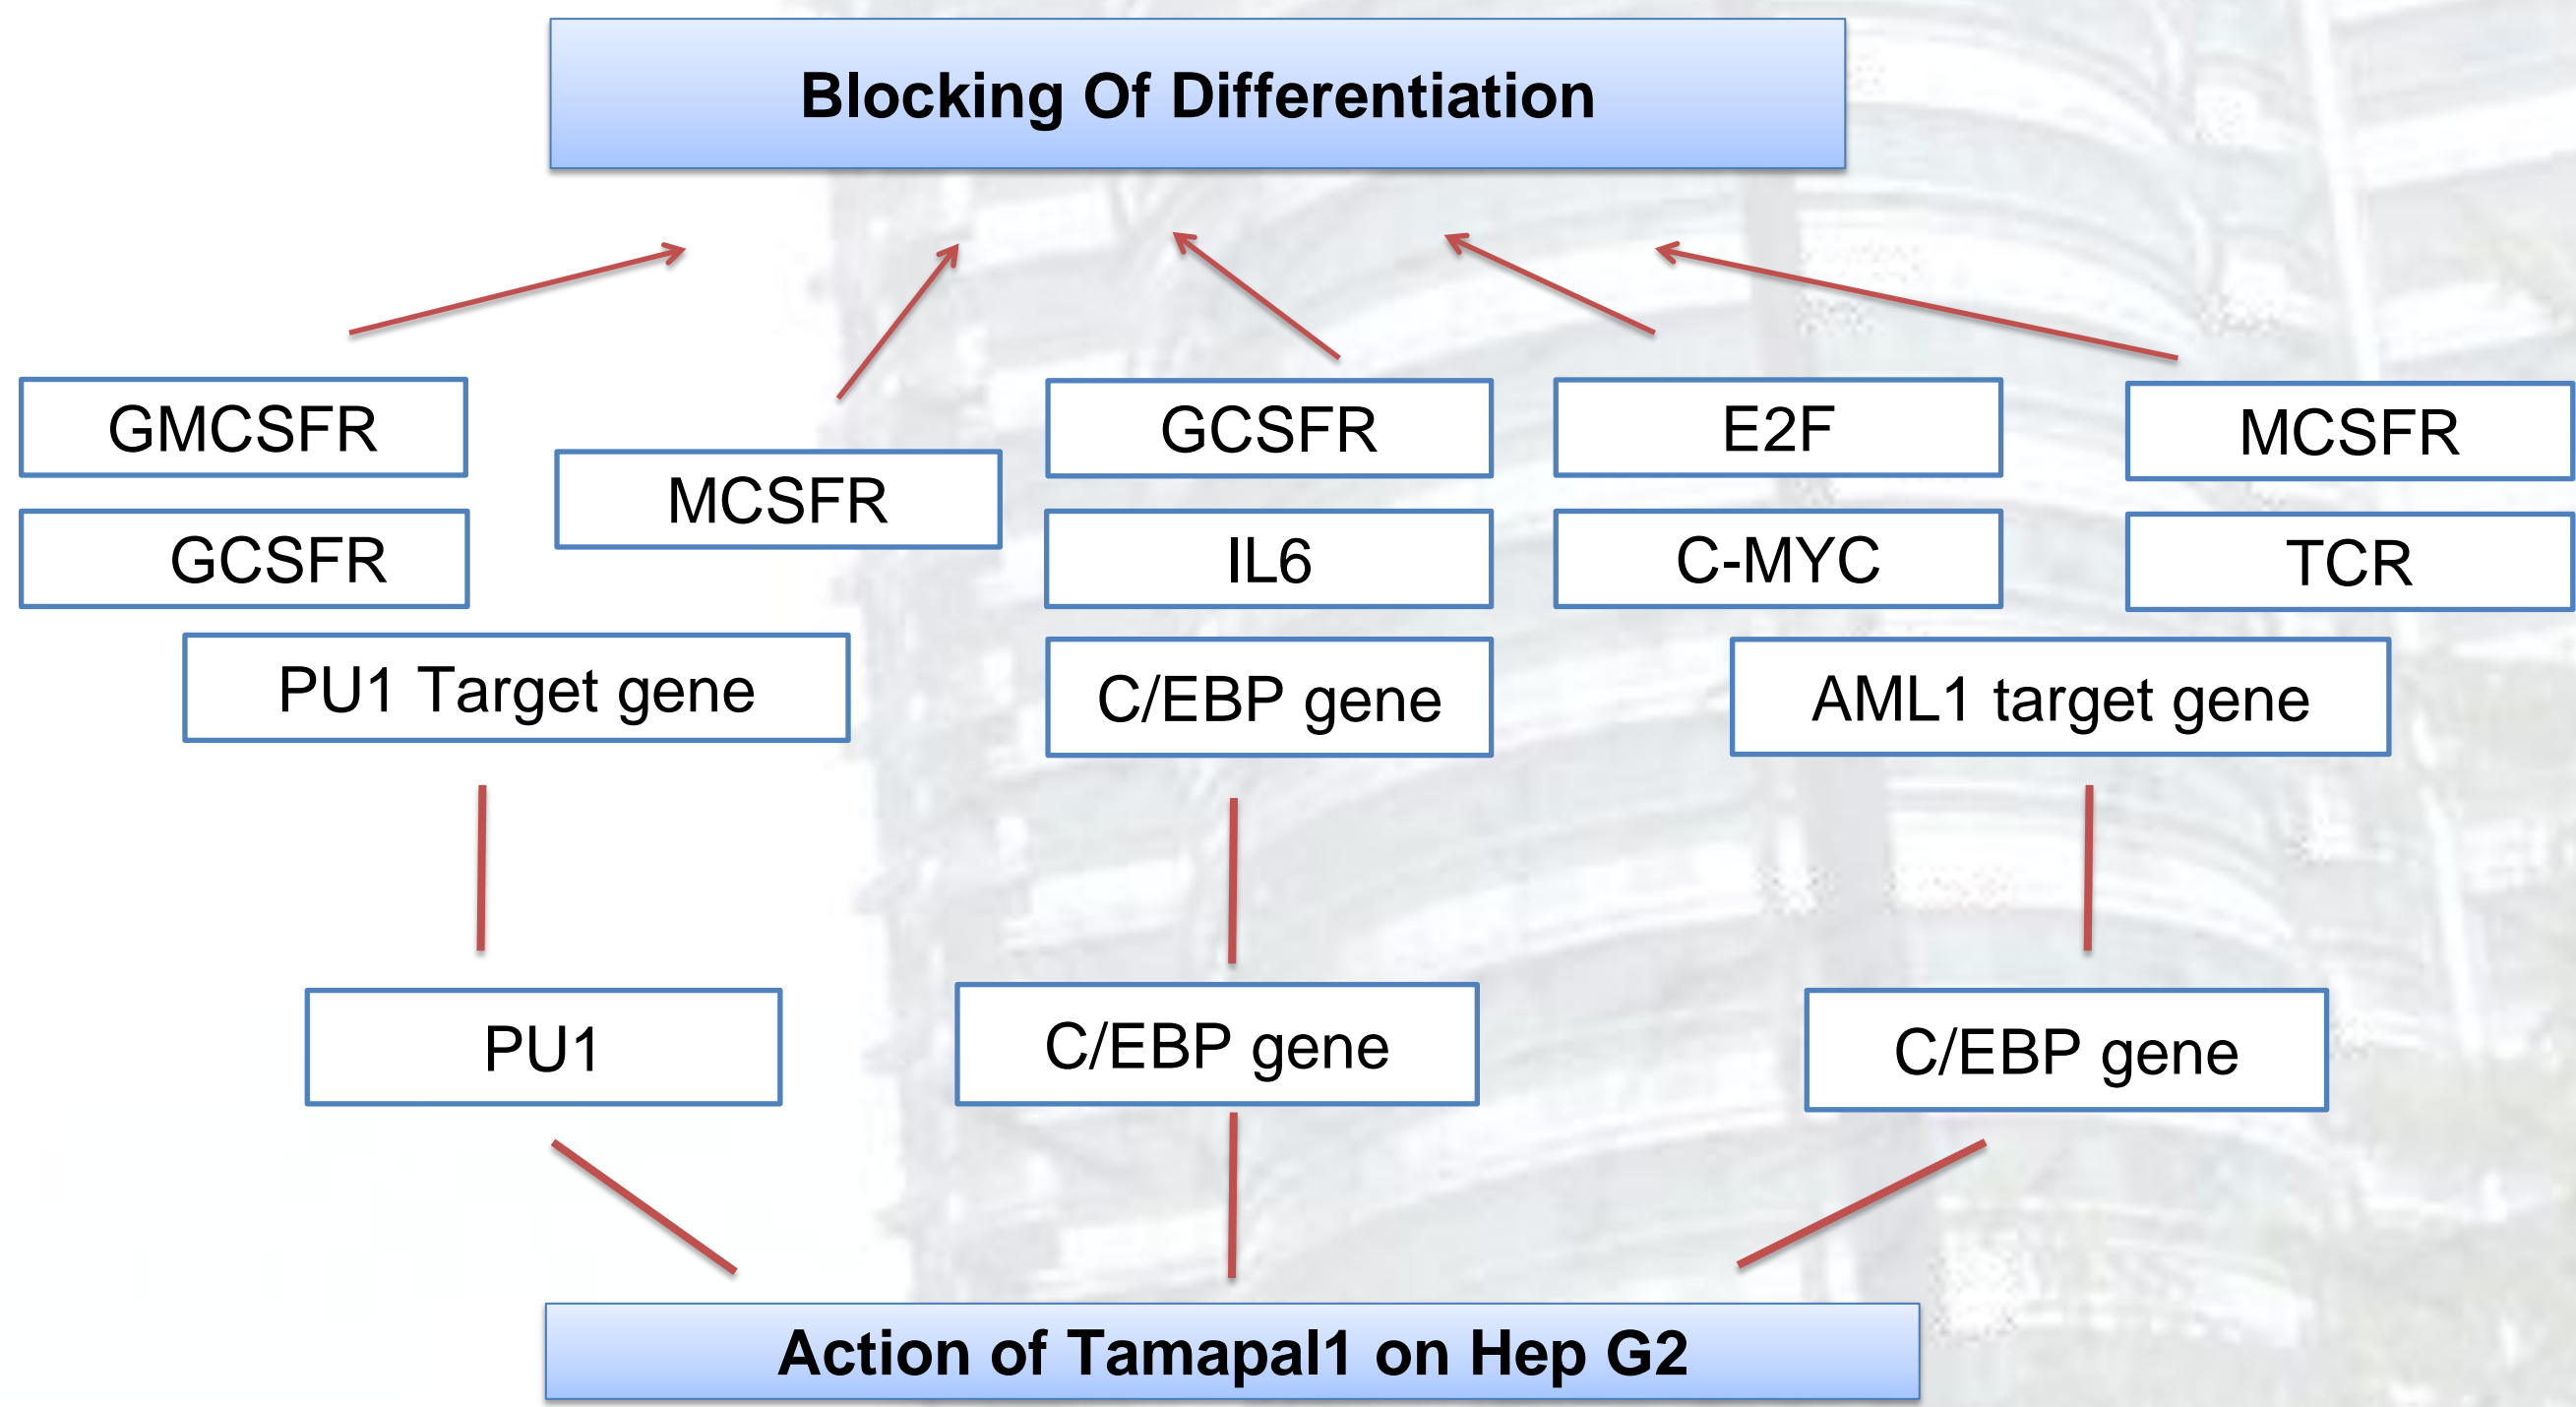 Blocking Of Differentiation
GMCSFR
GCSFR
MCSFR
GCSFR
IL6
E2F
C-MYC
MCSFR
TCR
PU1 Target gene
C/EBP gene
AML1 target gene
PU1
C/EBP gene
C/EBP gene
Action of Tamapal1 on Hep G2